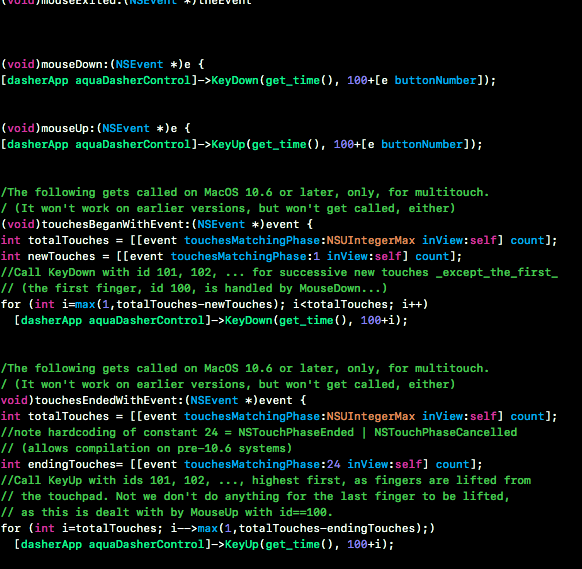 (void)mouseExited:(NSEvent *)theEvent
(void)mouseDown:(NSEvent *)e {
[dasherApp aquaDasherControl]->KeyDown(get_time(), 100+[e buttonNumber]);
(void)mouseUp:(NSEvent *)e {
[dasherApp aquaDasherControl]->KeyUp(get_time(), 100+[e buttonNumber]);
/The following gets called on MacOS 10.6 or later, only, for multitouch.
/ (It won't work on earlier versions, but won't get called, either)
(void)touchesBeganWithEvent:(NSEvent *)event {
int totalTouches = [[event touchesMatchingPhase:NSUIntegerMax inView:self] count];
int newTouches = [[event touchesMatchingPhase:1 inView:self] count];
//Call KeyDown with id 101, 102, ... for successive new touches _except_the_first_
// (the first finger, id 100, is handled by MouseDown...)
for (int i=max(1,totalTouches-newTouches); i<totalTouches; i++)
[dasherApp aquaDasherControl]->KeyDown(get_time(), 100+i);
/The following gets called on MacOS 10.6 or later, only, for multitouch.
/ (It won't work on earlier versions, but won't get called, either)
void)touchesEndedWithEvent:(NSEvent *)event {
int totalTouches = [[event touchesMatchingPhase:NSUIntegerMax inView:self] count];
//note hardcoding of constant 24 = NSTouchPhaseEnded | NSTouchPhaseCancelled
// (allows compilation on pre-10.6 systems)
int endingTouches= [[event touchesMatchingPhase:24 inView:self] count];
//Call KeyUp with ids 101, 102, ..., highest first, as fingers are lifted from
// the touchpad. Not we don't do anything for the last finger to be lifted,
// as this is dealt with by MouseUp with id==100.
for (int i=totalTouches; i-->max(1,totalTouches-endingTouches);)
[dasherApp aquaDasherControl]->KeyUp(get_time(), 100+i);